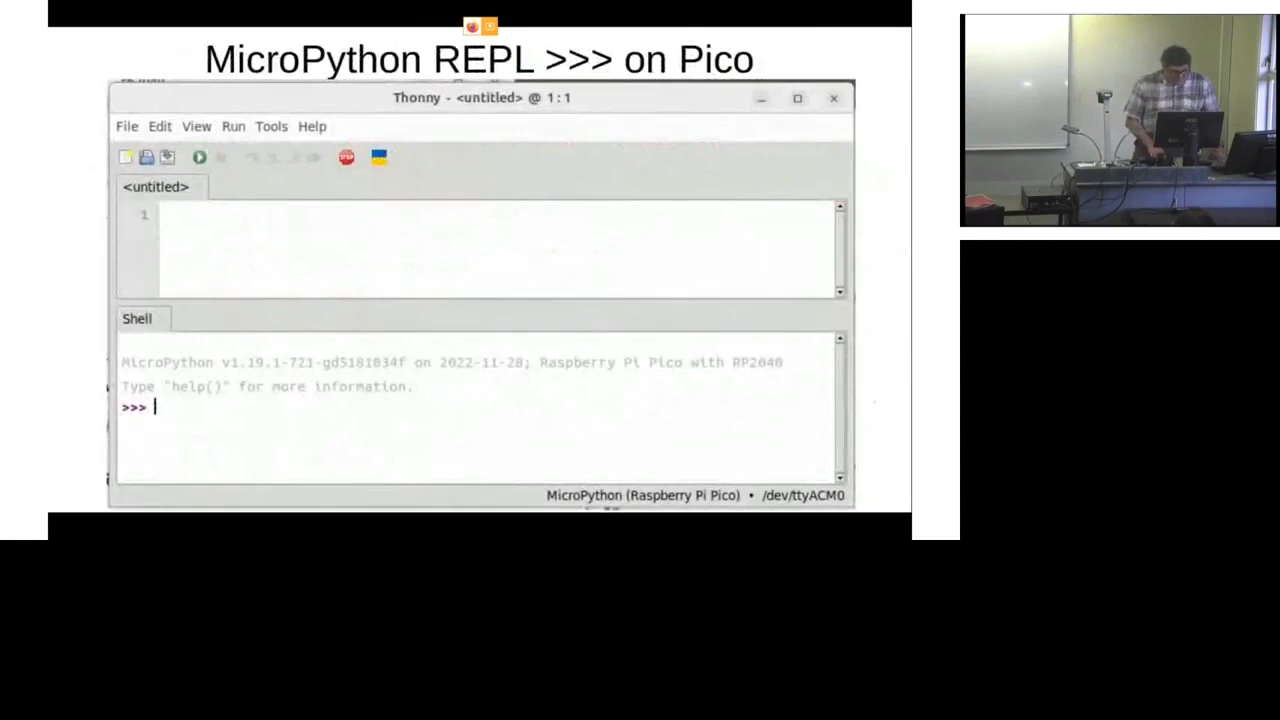 MicroPython REPL >>> on Pico
Thonny - <untitled> @ 1:1
File Edit View Run Tools Help
STOP
<untitled>
1
Shell
MicroPython v1.19.1-721-gd5181034f on 2022-11-28; Raspberry Pi Pico with RP2040
Type "help()" for more information.
>>>
MicroPython (Raspberry Pi Pico) • /dev/ttyACM0